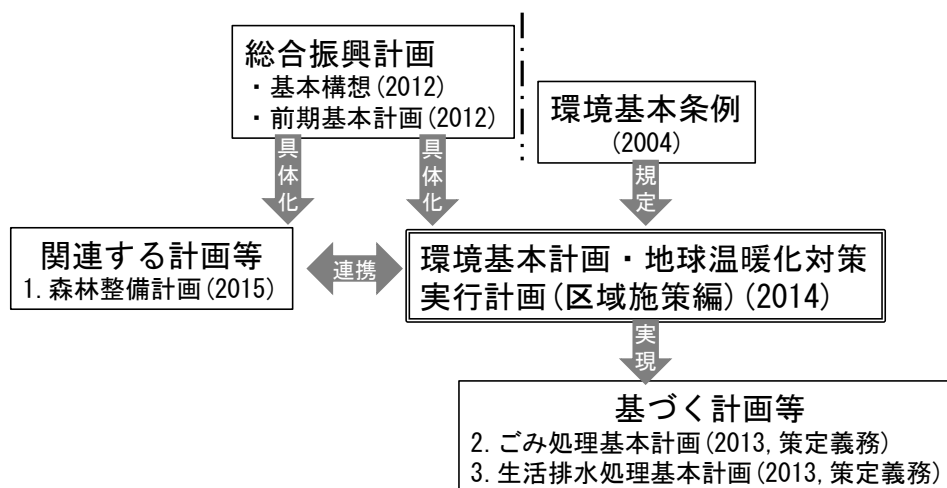 総合振興計画
・基本構想(2012)
・前期基本計画(2012)
環境基本条例
(2004)
具体化
具体化
規定
関連する計画等
1. 森林整備計画(2015)
連携
環境基本計画・地球温暖化対策
実行計画(区域施策編)(2014)
実現
基づく計画等
2. ごみ処理基本計画(2013, 策定義務)
3. 生活排水処理基本計画(2013, 策定義務)